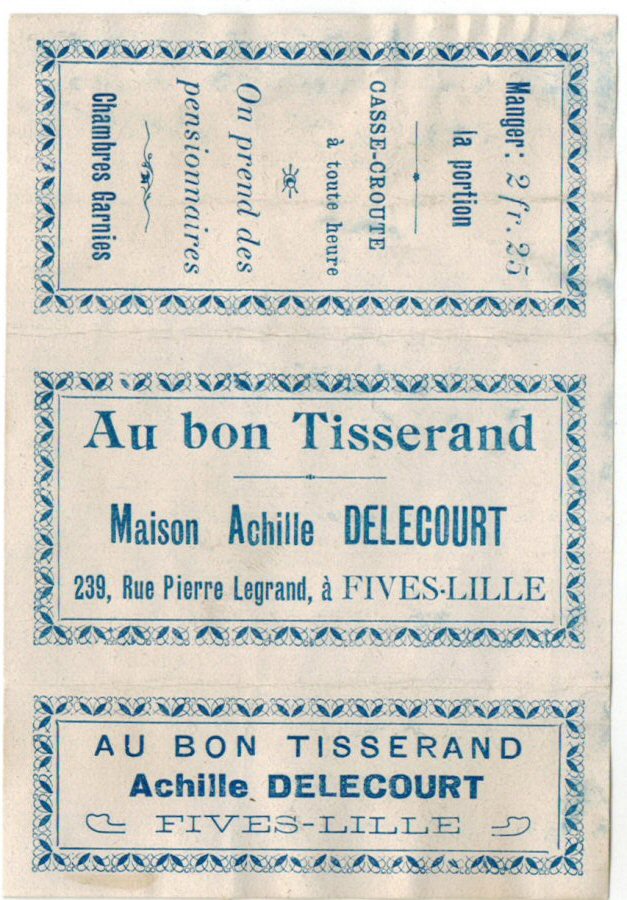 Manger: 2 fr. 25
la portion
CASSE-CROUTE
à toute heure
On prend des
pensionnaires
Chambres Garnies
Au bon Tisserand
Maison Achille DELECOURT
239, Rue Pierre Legrand, à FIVES-LILLE
AU BON TISSERAND
Achille DELECOURT
FIVES-LILLE